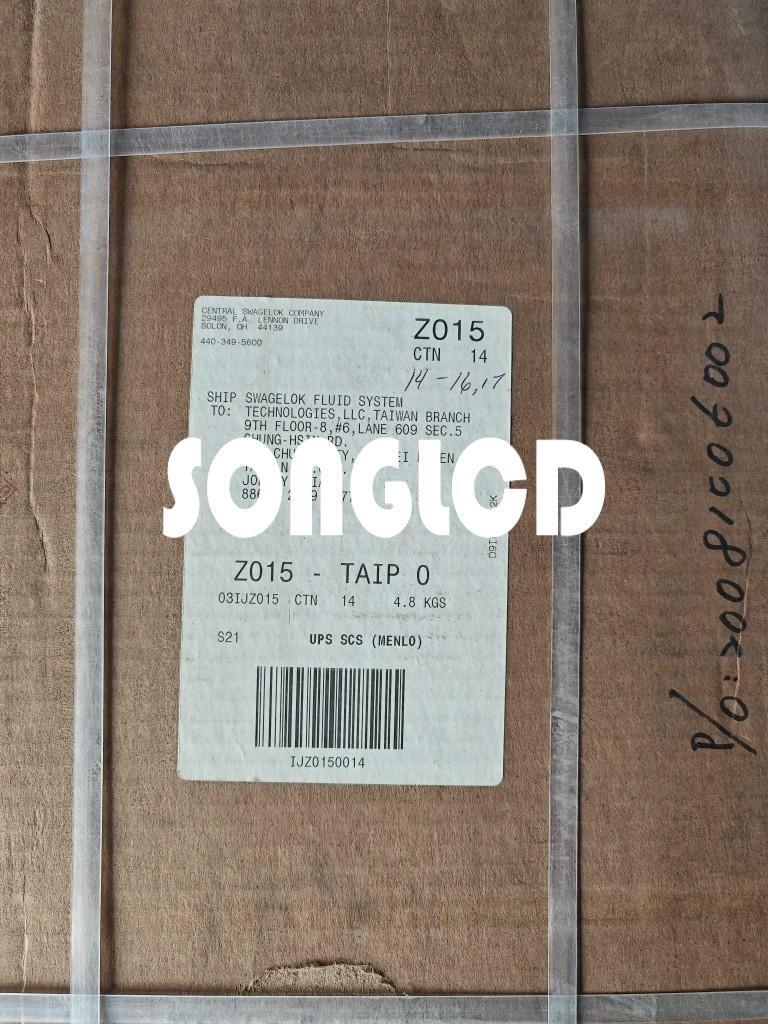 CENTRAL SWAGELOK COMPANY
29495 F.A. LENNON DRIVE
SOLON, OH 44139
440-349-5600
Z015
CTN 14
14-16,17
SHIP TO: SWAGELOK FLUID SYSTEM
TECHNOLOGIES,LLC,TAIWAN BRANCH
9TH FLOOR-8,#6,LANE 609 SEC.5
CHUNG-HSIN RD.
SONGLCD
Z015 - TAIP 0
03IJZ015 CTN 14 4.8 KGS
S21 UPS SCS (MENLO)
IJZ0150014
P/O: